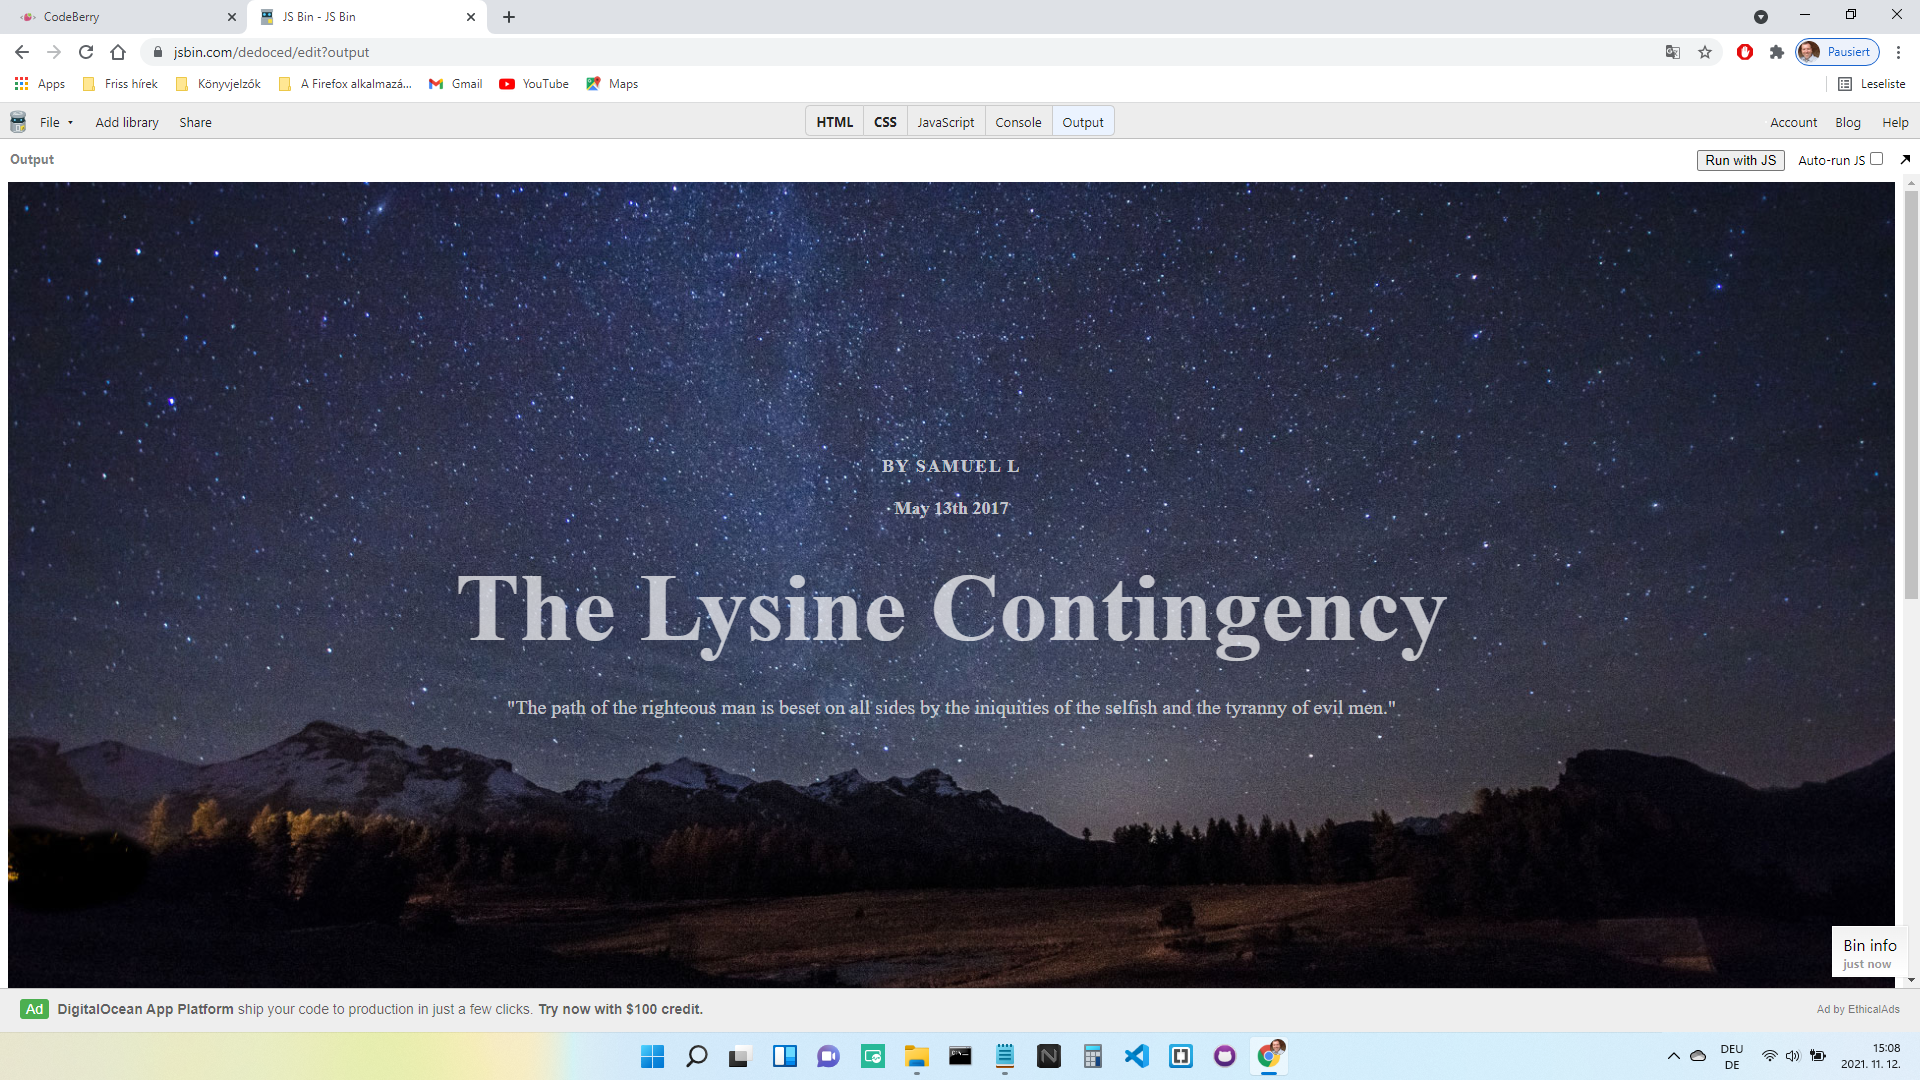 CodeBerry
JS Bin - JS Bin
jsbin.com/dedoced/edit?output
Pausiert
Apps
Friss hírek
Könyvjelzők
A Firefox alkalmazá...
Gmail
YouTube
Maps
Leseliste
File
Add library
Share
HTML
CSS
JavaScript
Console
Output
Account
Blog
Help
Output
Run with JS
Auto-run JS
BY SAMUEL L
· May 13th 2017
The Lysine Contingency
"The path of the righteous man is beset on all sides by the iniquities of the selfish and the tyranny of evil men."
Bin info
just now
Ad DigitalOcean App Platform ship your code to production in just a few clicks. Try now with $100 credit.
Ad by EthicalAds
DEU
DE
15:08
2021. 11. 12.